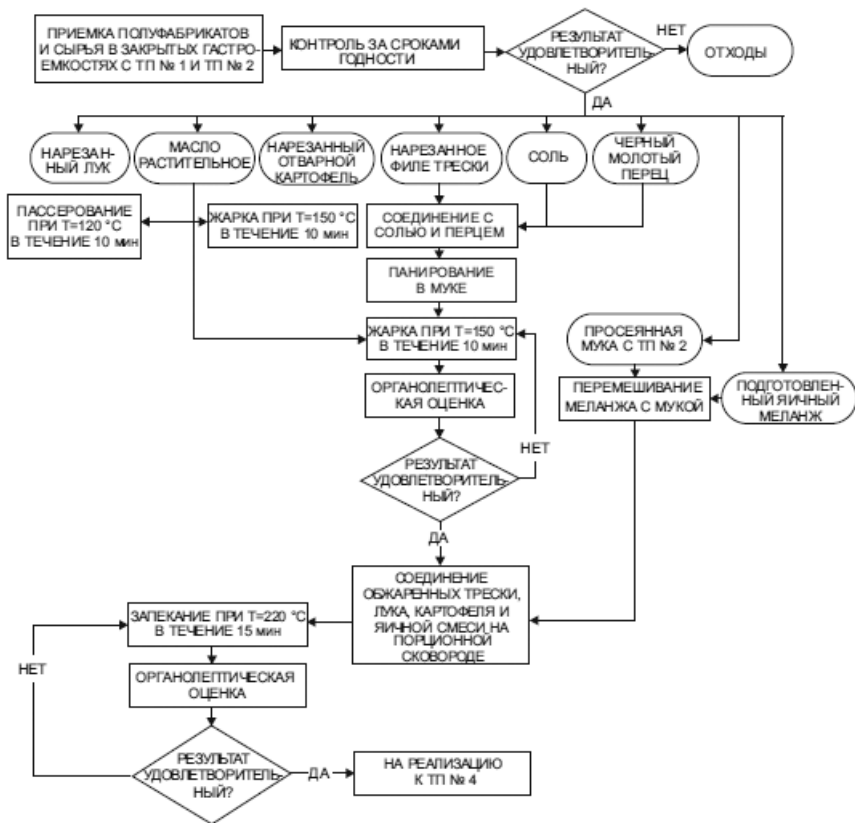 ПРИЕМКА ПОЛУФАБРИКАТОВ
И СЫРЬЯ В ЗАКРЫТЫХ ГАСТРО-
ЕМКОСТЯХ С ТП № 1 И ТП № 2
КОНТРОЛЬ ЗА СРОКАМИ
ГОДНОСТИ
РЕЗУЛЬТАТ
УДОВЛЕТВОРИТЕЛЬ-
НЫЙ?
НЕТ
ОТХОДЫ
ДА
НАРЕЗАН-
НЫЙ ЛУК
МАСЛО
РАСТИТЕЛЬНОЕ
НАРЕЗАННЫЙ
ОТВАРНОЙ
КАРТОФЕЛЬ
НАРЕЗАННОЕ
ФИЛЕ ТРЕСКИ
СОЛЬ
ЧЕРНЫЙ
МОЛОТЫЙ
ПЕРЕЦ
ПАССЕРОВАНИЕ
ПРИ Т=120 °С
В ТЕЧЕНИЕ 10 мин
ЖАРКА ПРИ Т=150 °С
В ТЕЧЕНИЕ 10 мин
СОЕДИНЕНИЕ С
СОЛЬЮ И ПЕРЦЕМ
ПАНИРОВАНИЕ
В МУКЕ
ЖАРКА ПРИ Т=150 °С
В ТЕЧЕНИЕ 10 мин
ПРОСЕЯННАЯ
МУКА С ТП № 2
ОРГАНОЛЕПТИЧЕС-
КАЯ ОЦЕНКА
ПЕРЕМЕШИВАНИЕ
МЕЛАНЖА С МУКОЙ
ПОДГОТОВЛЕН-
НЫЙ ЯИЧНЫЙ
МЕЛАНЖ
НЕТ
РЕЗУЛЬТАТ
УДОВЛЕТВОРИТЕЛЬ-
НЫЙ?
ДА
СОЕДИНЕНИЕ
ОБЖАРЕННЫХ ТРЕСКИ,
ЛУКА, КАРТОФЕЛЯ И
ЯИЧНОЙ СМЕСИ НА
ПОРЦИОННОЙ
СКОВОРОДЕ
ЗАПЕКАНИЕ ПРИ Т=220 °С
В ТЕЧЕНИЕ 15 мин
НЕТ
ОРГАНОЛЕПТИЧЕСКАЯ
ОЦЕНКА
РЕЗУЛЬТАТ
УДОВЛЕТВОРИТЕЛЬ-
НЫЙ?
ДА
НА РЕАЛИЗАЦИЮ
К ТП № 4